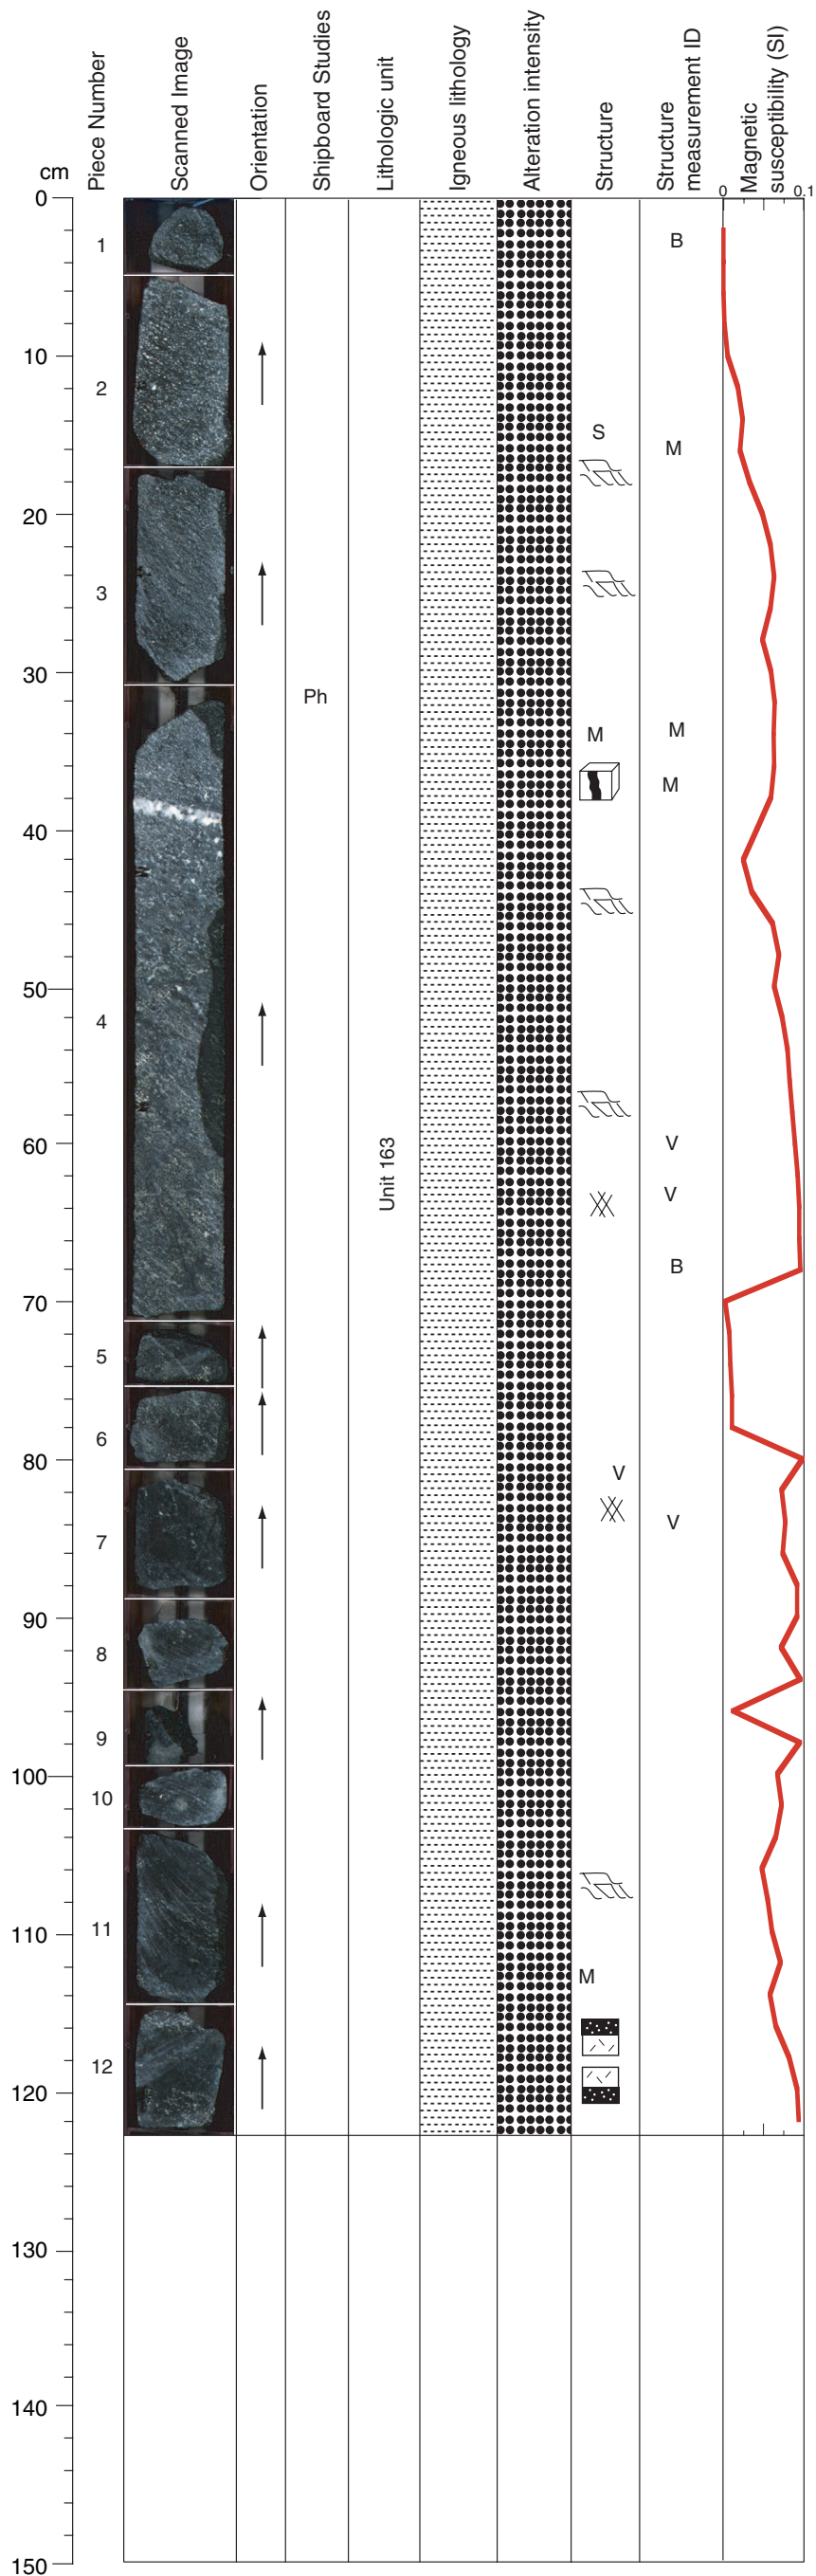 cm
Piece Number
Scanned Image
Orientation
Shipboard Studies
Lithologic unit
Igneous lithology
Alteration intensity
Structure
Structure
measurement ID
Magnetic
susceptibility (SI)
0 0.1
0
1 B
10
2
S
M
20
3
30
Ph
M M
M
40
50
4
60 V
Unit 163
V
B
70
5
6
80
V
7 V
90
8
9
100
10
110
11
M
12
120
130
140
150